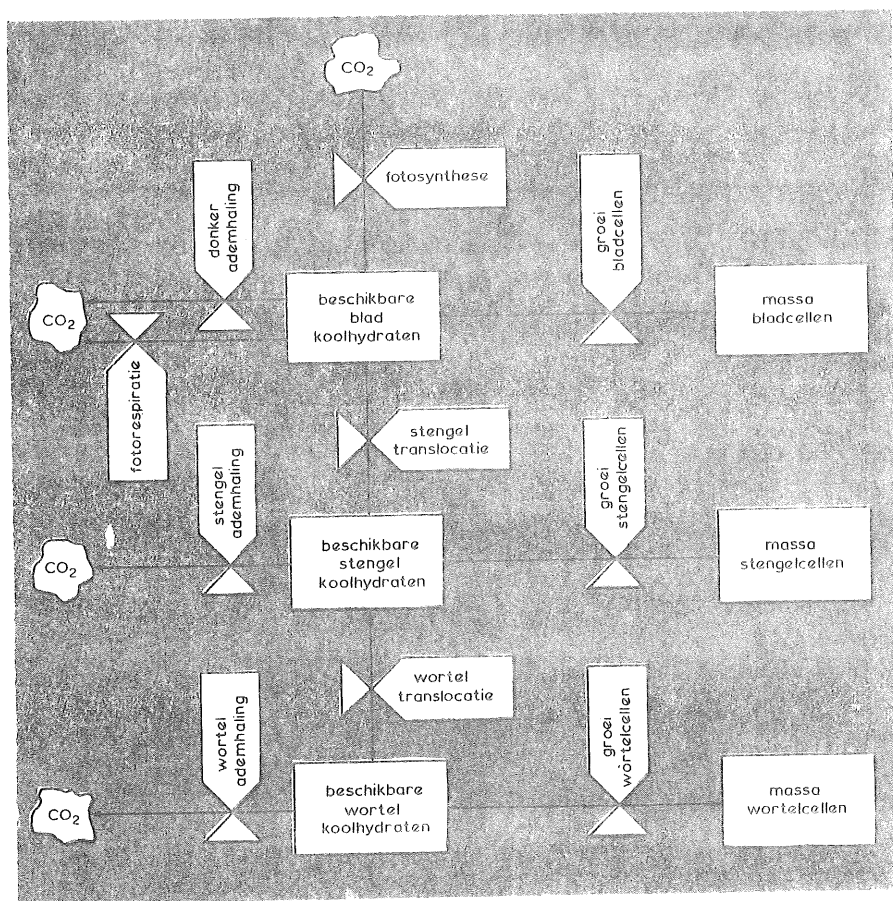 CO2
fotosynthese
donker
ademhaling
groei
bladcellen
CO2
beschikbare
blad
koolhydraten
massa
bladcellen
fotorespiratie
stengel
translocatie
stengel
ademhaling
groei
stengelcellen
CO2
beschikbare
stengel
koolhydraten
massa
stengelcellen
wortel
translocatie
wortel
ademhaling
groei
wortelcellen
CO2
beschikbare
wortel
koolhydraten
massa
wortelcellen